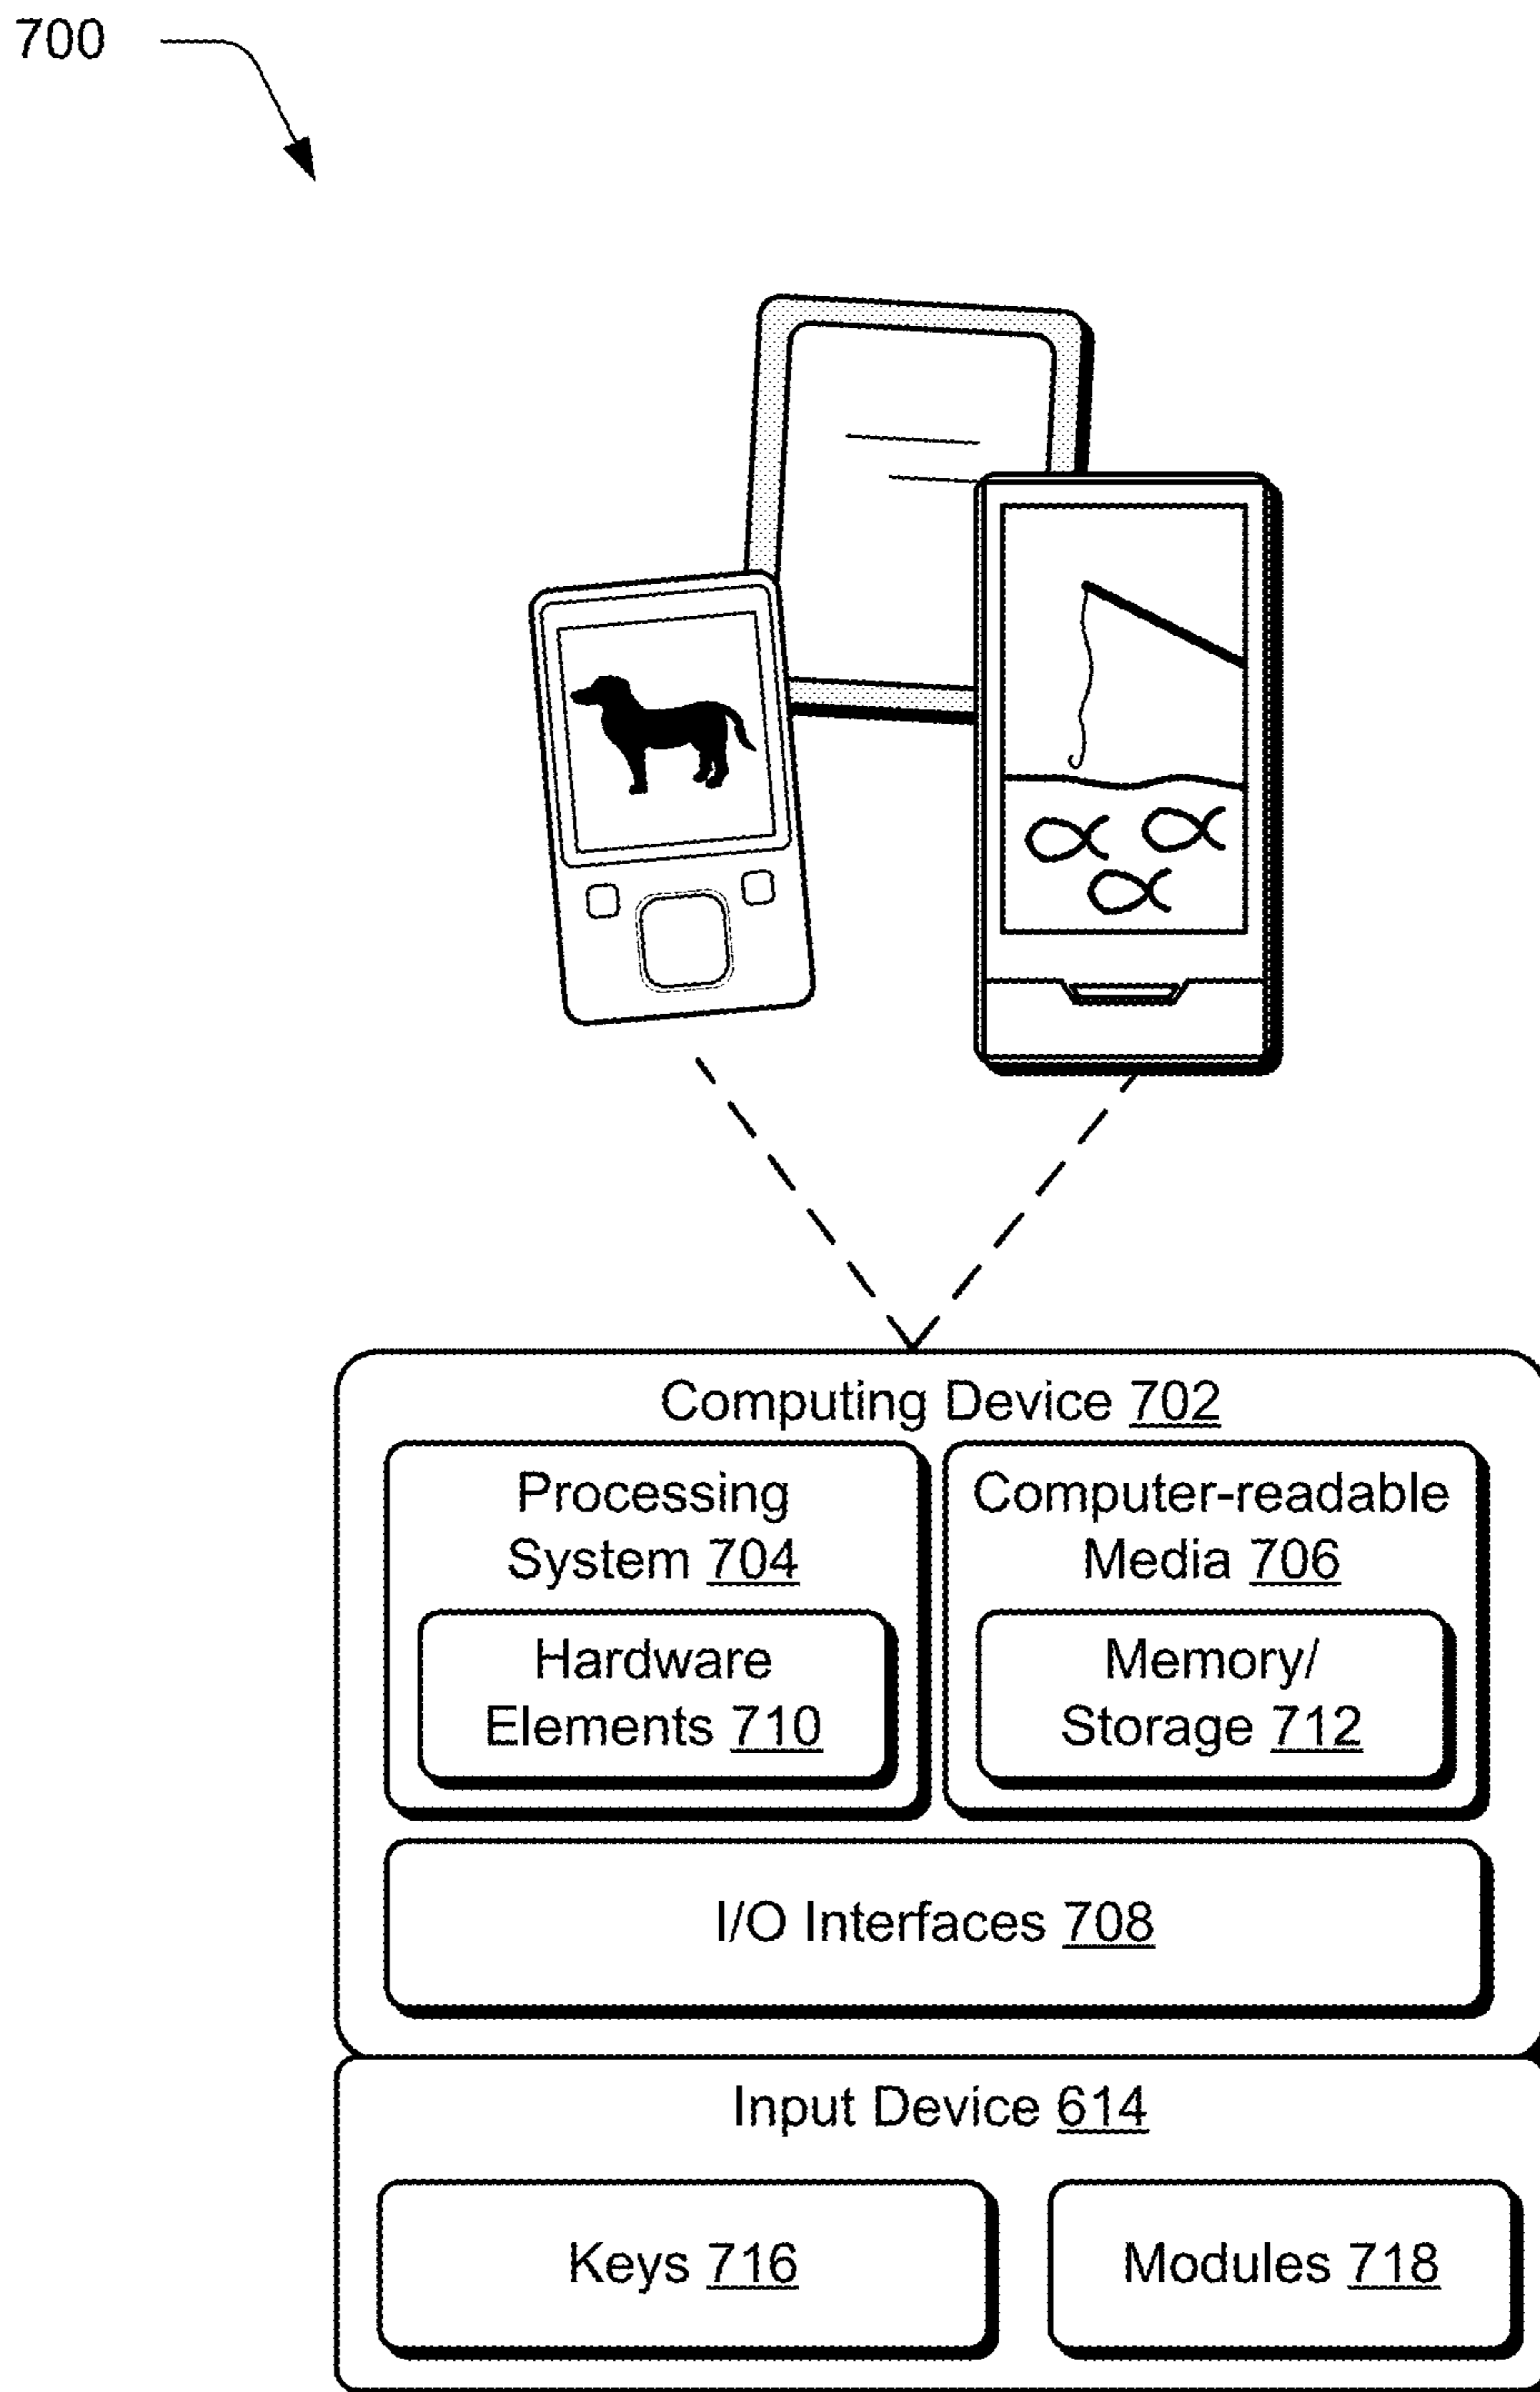 700
Computing Device 702
Processing
System 704
Computer-readable
Media 706
Hardware
Elements 710
Memory/
Storage 712
I/O Interfaces 708
Input Device 614
Keys 716
Modules 718